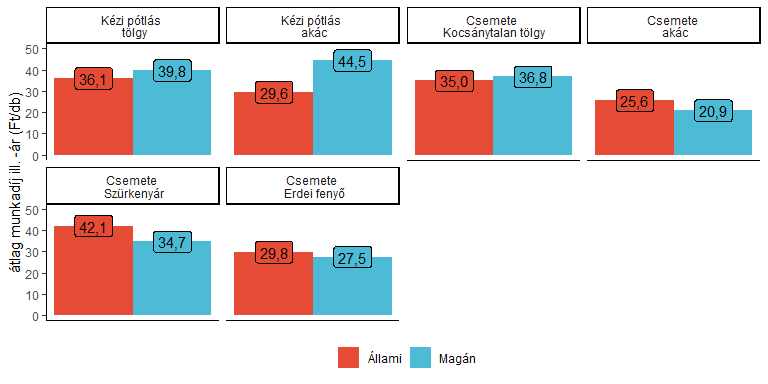 Kézi pótlás
tölgy
Kézi pótlás
akác
Csemete
Kocsánytalan tölgy
Csemete
akác
50
40
30
20
10
0
36,1
39,8
29,6
44,5
35,0
36,8
25,6
20,9
Csemete
Szürkenyár
Csemete
Erdei fenyő
50
40
30
20
10
0
42,1
34,7
29,8
27,5
átlag munkadíj ill. -ár (Ft/db)
Állami
Magán